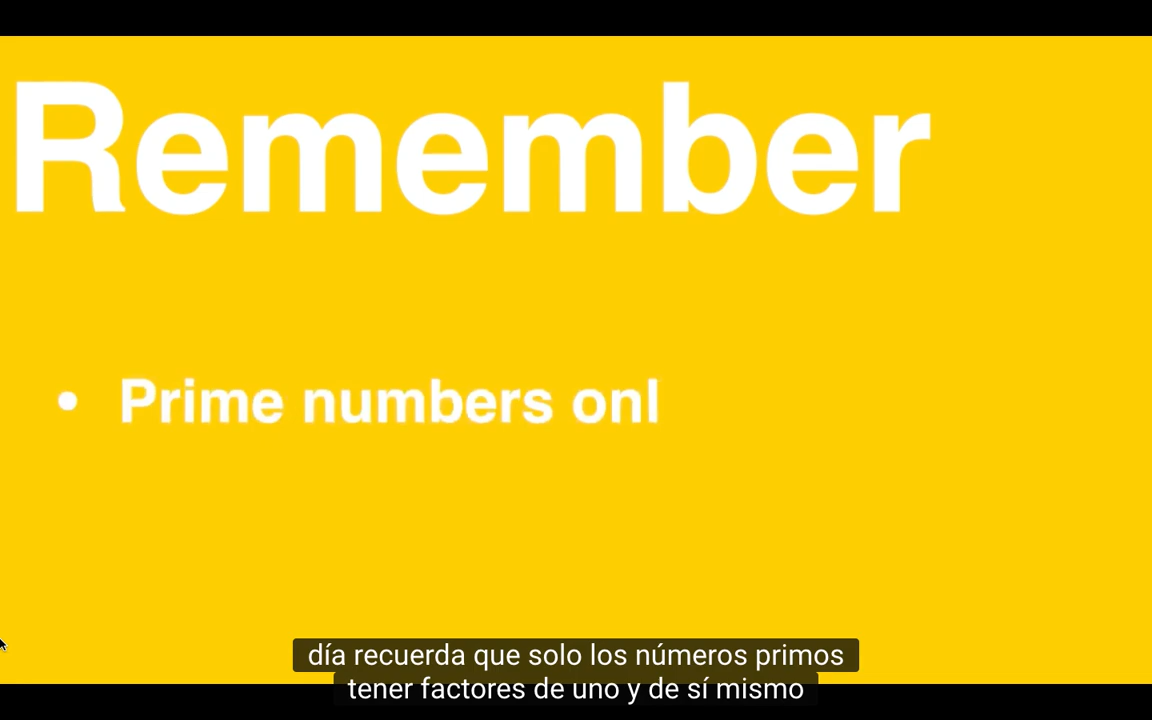 Remember
• Prime numbers onl
día recuerda que solo los números primos
tener factores de uno y de sí mismo